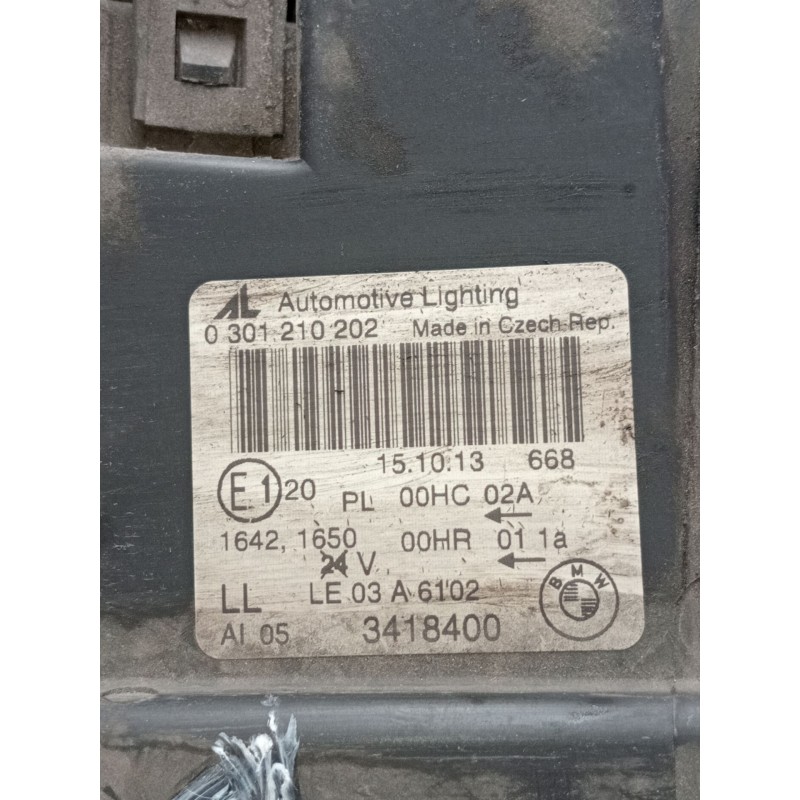 AL Automotive Lighting
0 301 210 202 Made in Czech Rep.
15.10.13 668
E1 20 PL 00HC 02A
1642, 1650 00HR 01 1a
24 V
LL LE 03 A 6102
BMW
AI 05 3418400